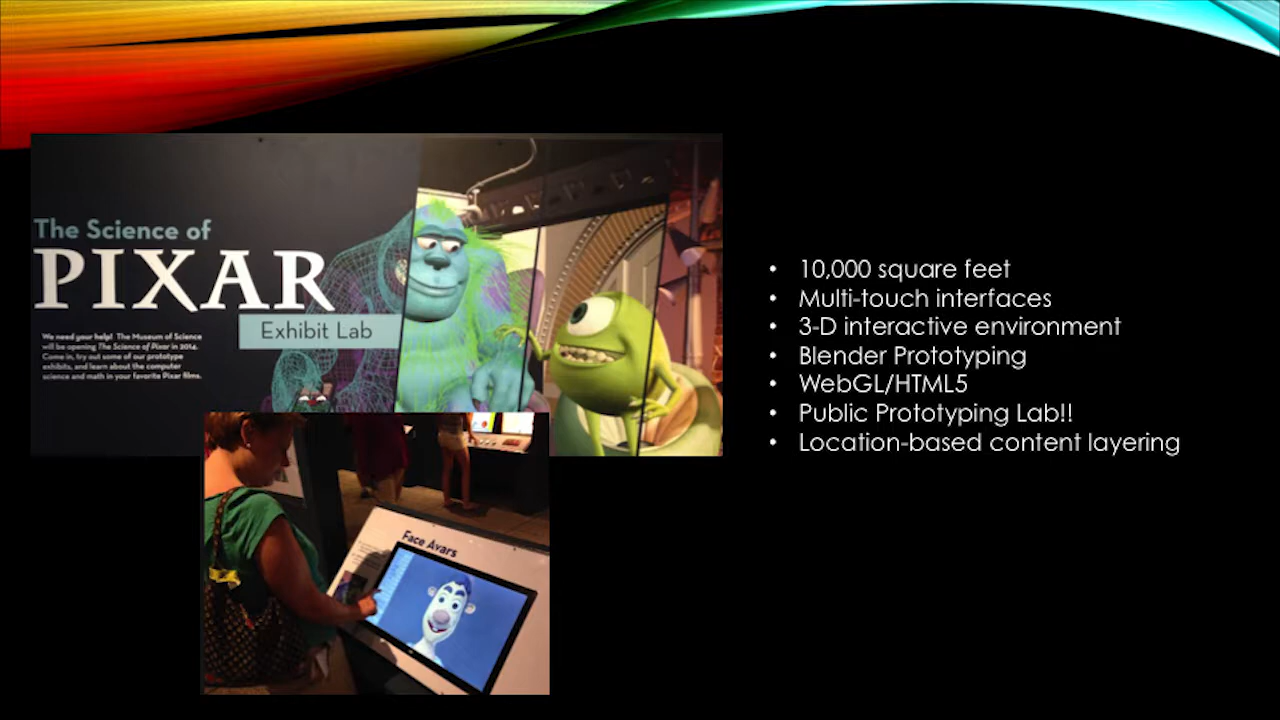 The Science of
PIXAR
Exhibit Lab
We need your help! The Museum of Science
will be opening The Science of Pixar in 2014.
Come in, try out some of our prototype
exhibits, and learn about the computer
science and math in your favorite Pixar films.
Face Avars
• 10,000 square feet
• Multi-touch interfaces
• 3-D interactive environment
• Blender Prototyping
• WebGL/HTML5
• Public Prototyping Lab!!
• Location-based content layering